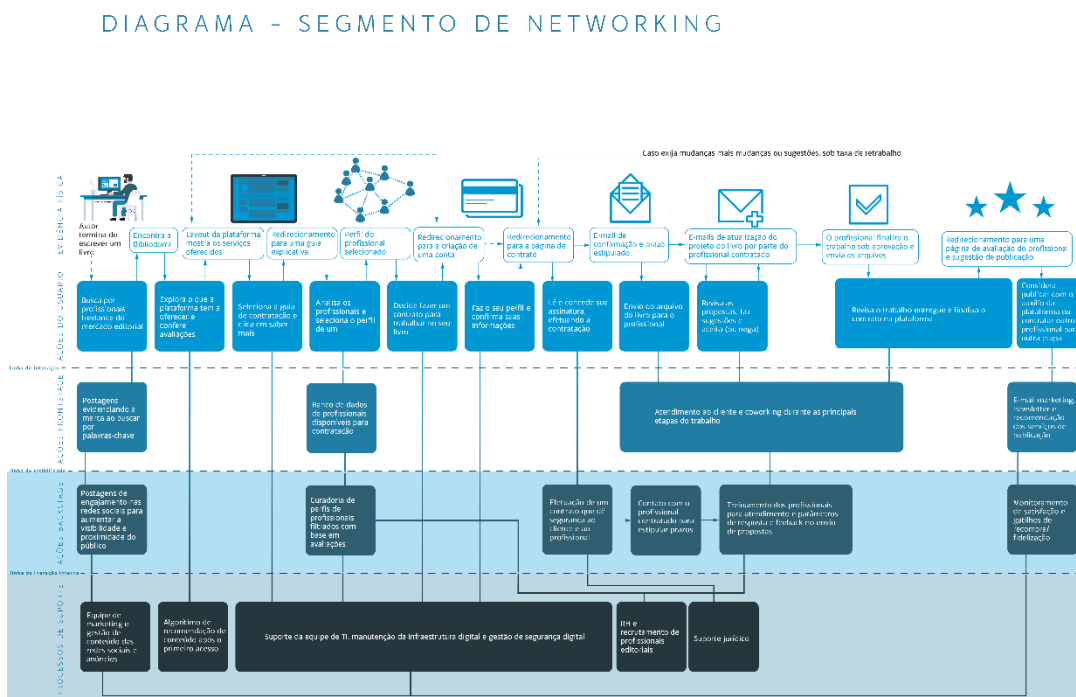 DIAGRAMA - SEGMENTO DE NETWORKING
Caso exija mudanças mais mudanças ou sugestões, sob taxa de retrabalho
EVIDÊNCIA FÍSICA
Autor
termina de
escrever um
livro
Encontra a
Bibliodomi
Layout da plataforma
mostra os serviços
oferecidos
Redirecionamento
para uma guia
explicativa
Perfil do
profissional
selecionado
Redirecionamento
para a criação de
uma conta
Redirecionamento
para a página de
contrato
E-mail de
confirmação e prazo
estipulado
E-mails de atualização do
projeto do livro por parte do
profissional contratado
O profissional finaliza o
trabalho sob aprovação e
envia os arquivos
Redirecionamento para uma
página de avaliação do profissional
e sugestão de publicação
AÇÕES DO USUÁRIO
Busca por
profissionais
freelance do
mercado editorial
Explora o que a
plataforma tem a
oferecer e
confere
avaliações
Seleciona a guia
de contratação e
clica em saber
mais
Analisa os
profissionais e
seleciona o perfil
de um
Decide fazer um
contrato para
trabalhar no seu
livro
Faz o seu perfil e
confirma suas
informações
Lê e concede sua
assinatura,
efetuando a
contratação
Envio do arquivo
do livro para o
profissional
Revisa as
propostas, faz
sugestões e
aceita (ou nega)
Revisa o trabalho entregue e finaliza o
contrato na plataforma
Considera
publicar com o
auxílio da
plataforma ou
contratar outro
profissional para
outra etapa
linha de interação
AÇÕES FRONTSTAGE
Postagens
evidenciando a
marca ao buscar
por
palavras-chave
Banco de dados
de profissionais
disponíveis para
contratação
Atendimento ao cliente e coworking durante as principais
etapas do trabalho
E-mail marketing,
newsletter e
recomendação
dos serviços de
publicação
linha de visibilidade
AÇÕES BACKSTAGE
Postagens de
engajamento nas
redes sociais para
aumentar a
visibilidade e
proximidade do
público
Curadoria de
perfis de
profissionais
filtrados com
base em
avaliações
Efetuação de um
contrato que dê
segurança ao
cliente e ao
profissional
Contato com o
profissional
contratado para
estipular prazos
Treinamento dos profissionais
para atendimento e parâmetros
de resposta e feeback no envio
de propostas
Monitoramento
de satisfação e
gatilhos de
recompra/
fidelização
linha de interação interna
PROCESSOS DE SUPORTE
Equipe de
marketing e
gestão de
conteúdo das
redes sociais e
anúncios
Algorítimo de
recomendação de
conteúdo após o
primeiro acesso
Suporte da equipe de TI, manutenção da infraestrutura digital e gestão de segurança digital
RH e
recrutamento de
profissionais
editoriais
Suporte jurídico